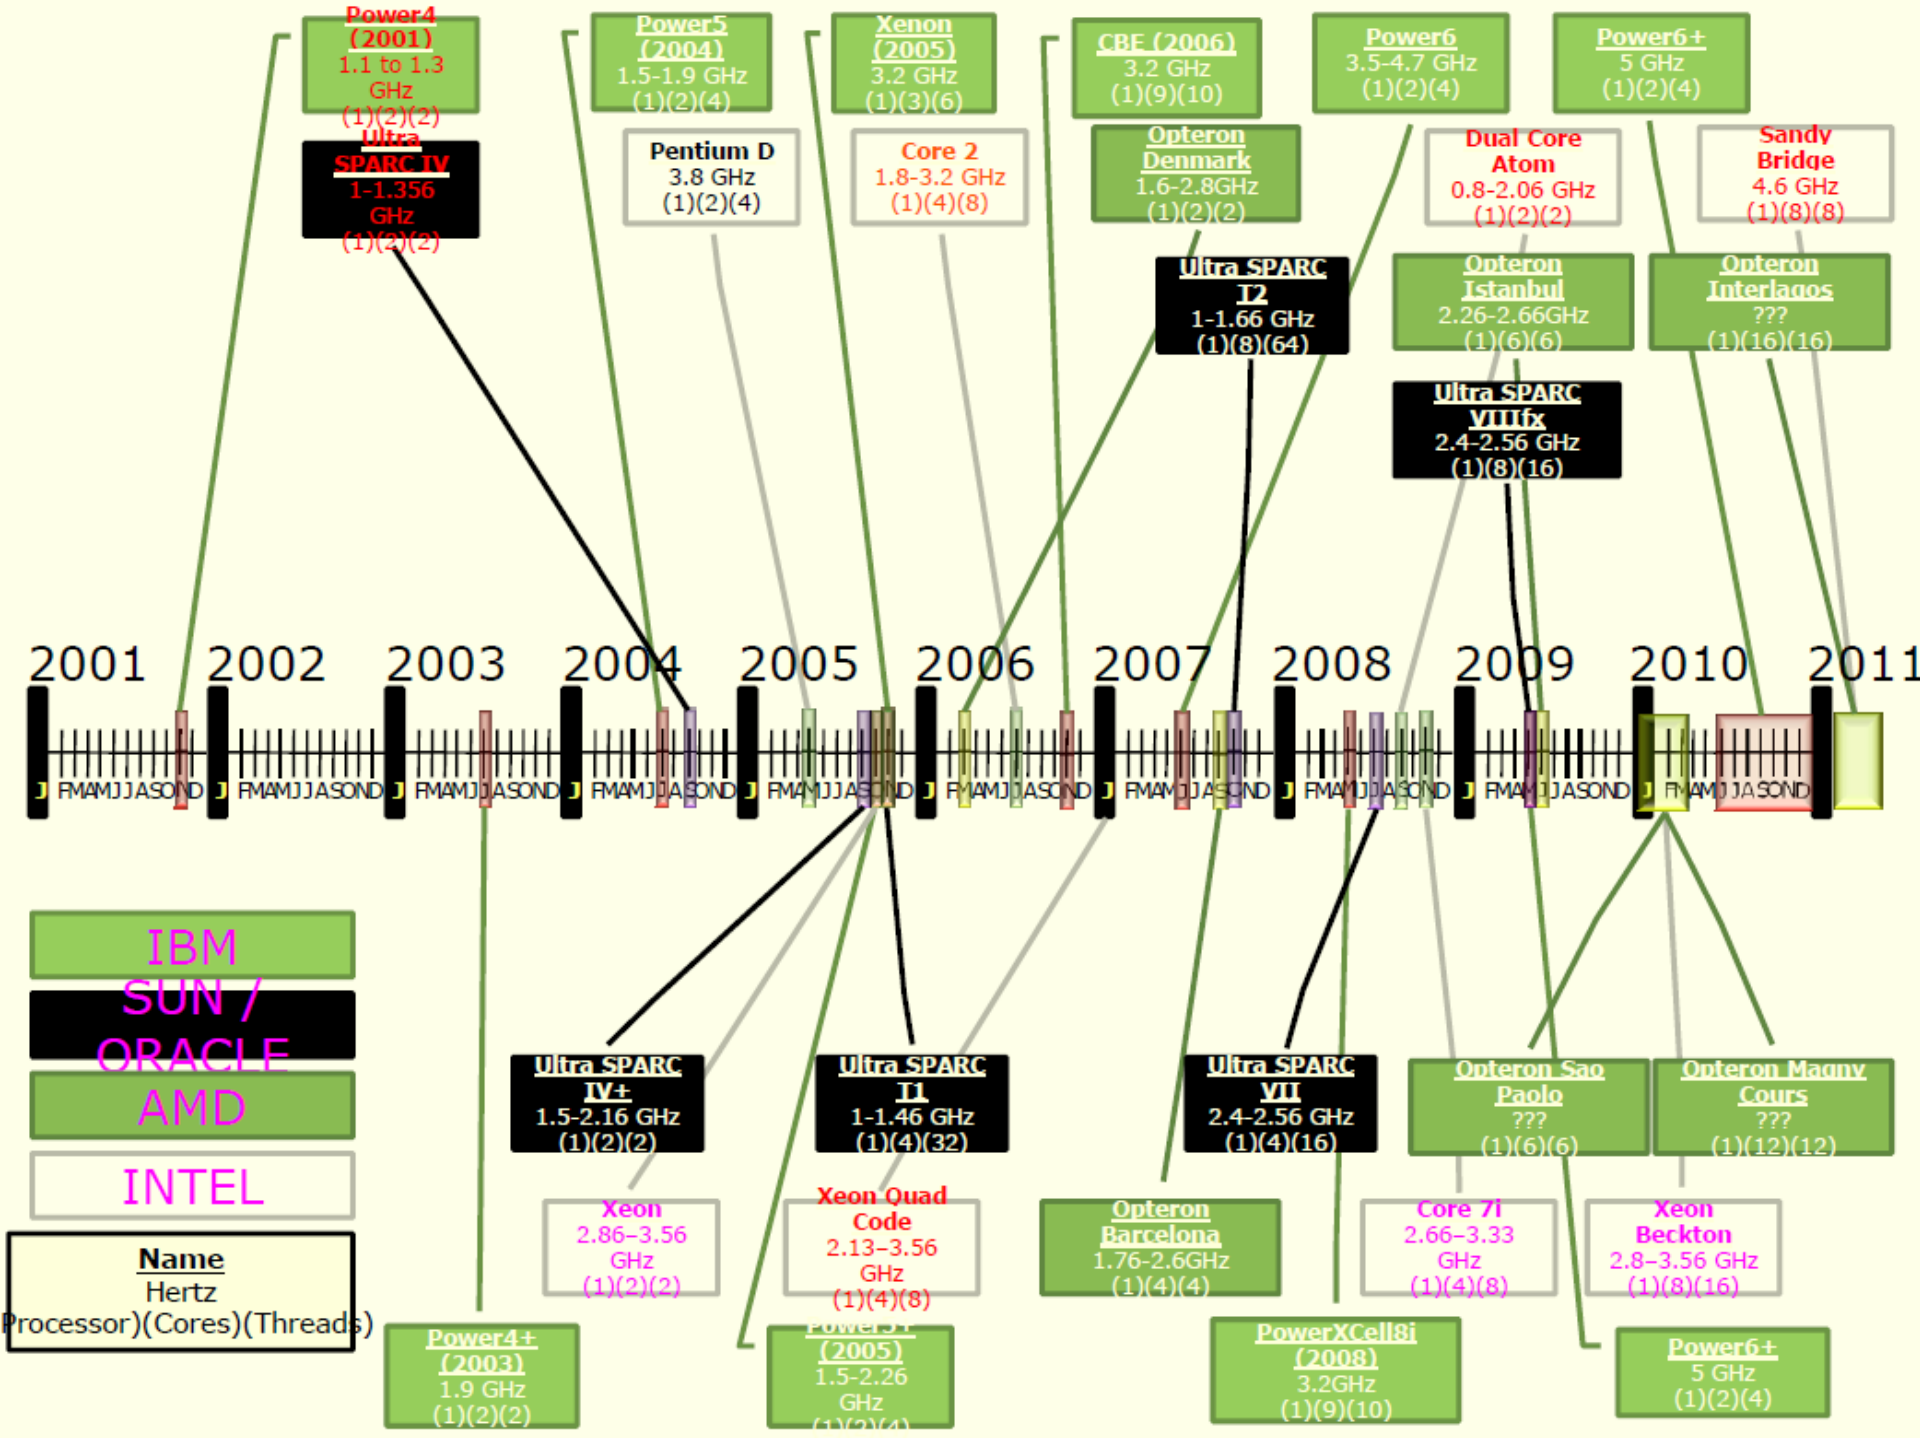 Power4
(2001)
1.1 to 1.3
GHz
(1)(2)(2)
Ultra
SPARC IV
1-1.356
GHz
(1)(2)(2)
Power5
(2004)
1.5-1.9 GHz
(1)(2)(4)
Pentium D
3.8 GHz
(1)(2)(4)
Xenon
(2005)
3.2 GHz
(1)(3)(6)
Core 2
1.8-3.2 GHz
(1)(4)(8)
CBE (2006)
3.2 GHz
(1)(9)(10)
Opteron
Denmark
1.6-2.8GHz
(1)(2)(2)
Ultra SPARC
T2
1-1.66 GHz
(1)(8)(64)
Power6
3.5-4.7 GHz
(1)(2)(4)
Dual Core
Atom
0.8-2.06 GHz
(1)(2)(2)
Opteron
Istanbul
2.26-2.66GHz
(1)(6)(6)
Ultra SPARC
VIIIfx
2.4-2.56 GHz
(1)(8)(16)
Power6+
5 GHz
(1)(2)(4)
Sandy
Bridge
4.6 GHz
(1)(8)(8)
Opteron
Interlagos
???
(1)(16)(16)
2001 2002 2003 2004 2005 2006 2007 2008 2009 2010 2011
J FMAMJJASOND J FMAMJJASOND J FMAMJJASOND J FMAMJJASOND J FMAMJJASOND J FMAMJJASOND J FMAMJJASOND J FMAMJJASOND J FMAMJJASOND J FMAMJJASOND
IBM
SUN /
ORACLE
AMD
INTEL
Name
Hertz
Processor)(Cores)(Threads)
Power4+
(2003)
1.9 GHz
(1)(2)(2)
Ultra SPARC
IV+
1.5-2.16 GHz
(1)(2)(2)
Xeon
2.86–3.56
GHz
(1)(2)(2)
Ultra SPARC
T1
1-1.46 GHz
(1)(4)(32)
Xeon Quad
Code
2.13–3.56
GHz
(1)(4)(8)
Power5+
(2005)
1.5-2.26
GHz
(1)(2)(4)
Opteron
Barcelona
1.76-2.6GHz
(1)(4)(4)
Ultra SPARC
VII
2.4-2.56 GHz
(1)(4)(16)
PowerXCell8i
(2008)
3.2GHz
(1)(9)(10)
Opteron Sao
Paolo
???
(1)(6)(6)
Core 7i
2.66–3.33
GHz
(1)(4)(8)
Opteron Magny
Cours
???
(1)(12)(12)
Xeon
Beckton
2.8–3.56 GHz
(1)(8)(16)
Power6+
5 GHz
(1)(2)(4)